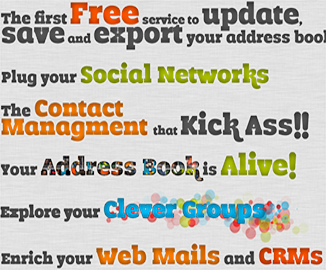 The first Free service to update,
save and export your address bool
Plug your Social Networks
The Contact
Managment that Kick Ass!!
Your Address Book is Alive!
Explore your Clever Groups
Enrich your Web Mails and CRMs